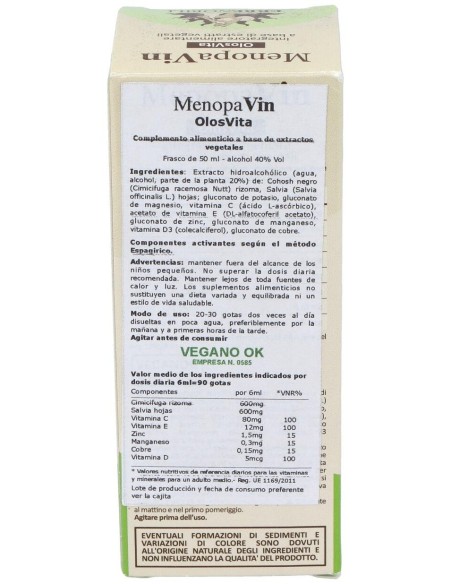 MenopaVin
OlosVita
Integratore alimentare
a base di estratti vegetali
MenopaVin
OlosVita
Complemento alimenticio a base de extractos
vegetales
Frasco de 50 ml - alcohol 40% Vol
Ingredientes: Extracto hidroalcohólico (agua,
alcohol, parte de la planta 20%) de: Cohosh negro
(Cimicifuga racemosa Nutt) rizoma, Salvia (Salvia
officinalis L.) hojas; gluconato de potasio, gluconato
de magnesio, vitamina C (ácido L-ascórbico),
acetato de vitamina E (DL-alfatocoferil acetato),
gluconato de zinc, gluconato de manganeso,
vitamina D3 (colecalciferol), gluconato de cobre.
Componentes activantes según el método
Espagirico.
Advertencias: mantener fuera del alcance de los
niños pequeños. No superar la dosis diaria
recomendada. Mantener lejos de toda fuentes de
calor y luz. Los suplementos alimenticios no
sustituyen una dieta variada y equilibrada ni un
estilo de vida saludable.
Modo de uso: 20-30 gotas dos veces al día
disueltas en poca agua, preferiblemente por la
mañana y a primeras horas de la tarde.
Agitar antes de consumir
VEGANO OK
EMPRESA N. 0585
Valor medio de los ingredientes indicados por
dosis diaria 6ml=90 gotas
Componentes por 6ml *VNR%
Cimicifuga rizoma 600mg
Salvia hojas 600mg
Vitamina C 80mg 100
Vitamina E 12mg 100
Zinc 1,5mg 15
Manganeso 0,3mg 15
Cobre 0,15mg 15
Vitamina D 5mcg 100
* Valores nutritivos de referencia diarios para las vitaminas
y minerales para un adulto medio.- Reg. UE 1169/2011
Lote de producción y fecha de consumo preferente
ver la cajita
al mattino e nel primo pomeriggio.
Agitare prima dell'uso.
EVENTUALI FORMAZIONI DI SEDIMENTI E
VARIAZIONI DI COLORE SONO DOVUTI
ALL'ORIGINE NATURALE DEGLI INGREDIENTI E
NON INFLUENZANO LA QUALITÀ DEL PRODOTTO.